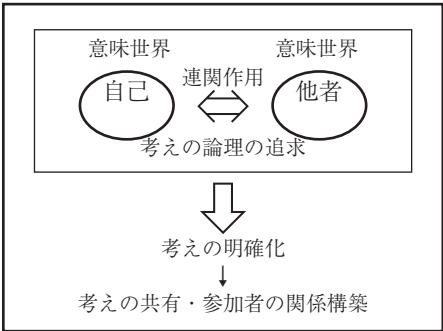 意味世界 意味世界
自己 連関作用 他者
考えの論理の追求
考えの明確化
考えの共有・参加者の関係構築